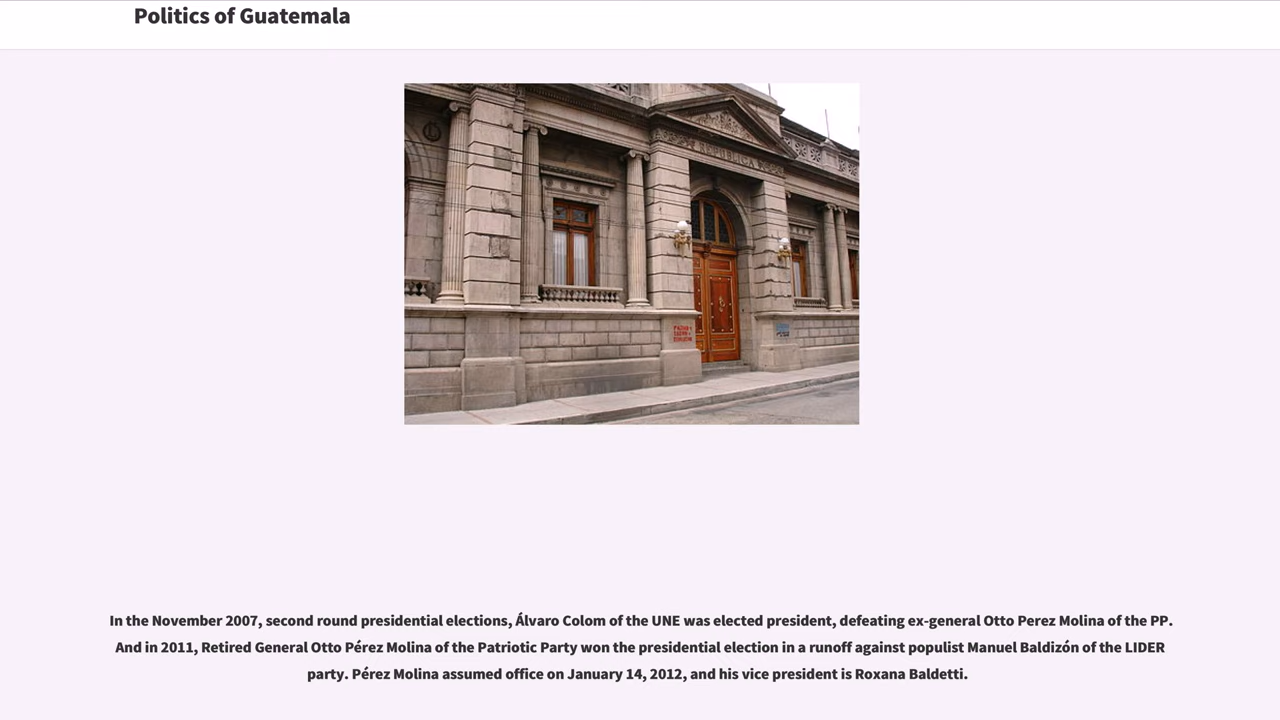 Politics of Guatemala
REPUBLICA
In the November 2007, second round presidential elections, Álvaro Colom of the UNE was elected president, defeating ex-general Otto Perez Molina of the PP.
And in 2011, Retired General Otto Pérez Molina of the Patriotic Party won the presidential election in a runoff against populist Manuel Baldizón of the LIDER
party. Pérez Molina assumed office on January 14, 2012, and his vice president is Roxana Baldetti.